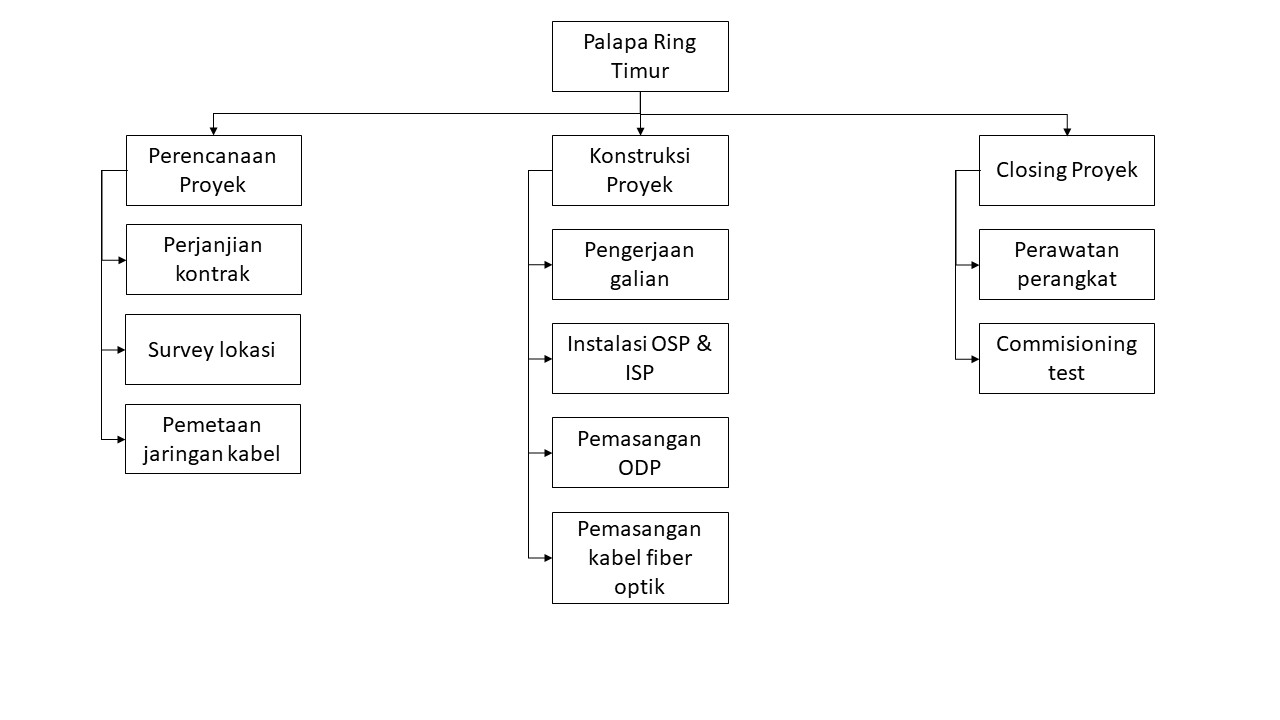 Palapa Ring
Timur
Perencanaan
Proyek
Perjanjian
kontrak
Survey lokasi
Pemetaan
jaringan kabel
Konstruksi
Proyek
Pengerjaan
galian
Instalasi OSP &
ISP
Pemasangan
ODP
Pemasangan
kabel fiber
optik
Closing Proyek
Perawatan
perangkat
Commisioning
test